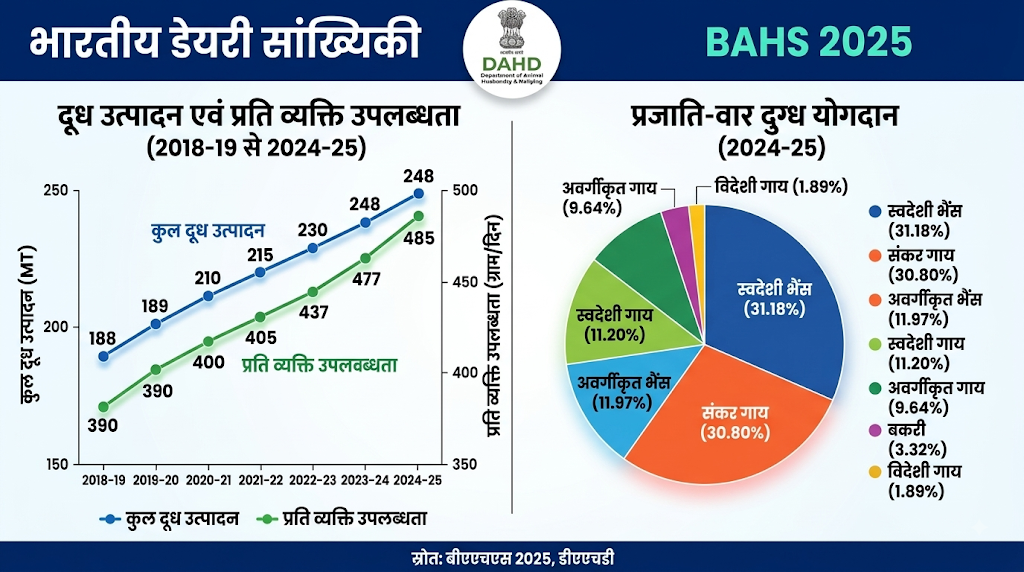 भारतीय डेयरी सांख्यिकी
DAHD
Department of Animal
BAHS 2025
दूध उत्पादन एवं प्रति व्यक्ति उपलब्धता
(2018-19 से 2024-25)
कुल दूध उत्पादन (MT)
250
200
150
कुल दूध उत्पादन
188
189
210
215
230
248
248
390
390
400
405
437
477
485
प्रति व्यक्ति उपलवब्धता
500
450
400
350
प्रति व्यक्ति उपलब्धता (ग्राम/दिन)
2018-19 2019-20 2020-21 2021-22 2022-23 2023-24 2024-25
कुल दूध उत्पादन प्रति व्यक्ति उपलब्धता
प्रजाति-वार दुग्ध योगदान
(2024-25)
अवर्गीकृत गाय
(9.64%)
विदेशी गाय (1.89%)
स्वदेशी भैंस
(31.18%)
स्वदेशी गाय
(11.20%)
अवर्गीकृत भैंस
(11.97%)
संकर गाय
(30.80%)
स्वदेशी भैंस
(31.18%)
संकर गाय
(30.80%)
अवर्गीकृत भैंस
(11.97%)
स्वदेशी गाय
(11.20%)
अवर्गीकृत गाय
(9.64%)
बकरी
(3.32%)
विदेशी गाय
(1.89%)
स्रोत: बीएएचएस 2025, डीएएचडी